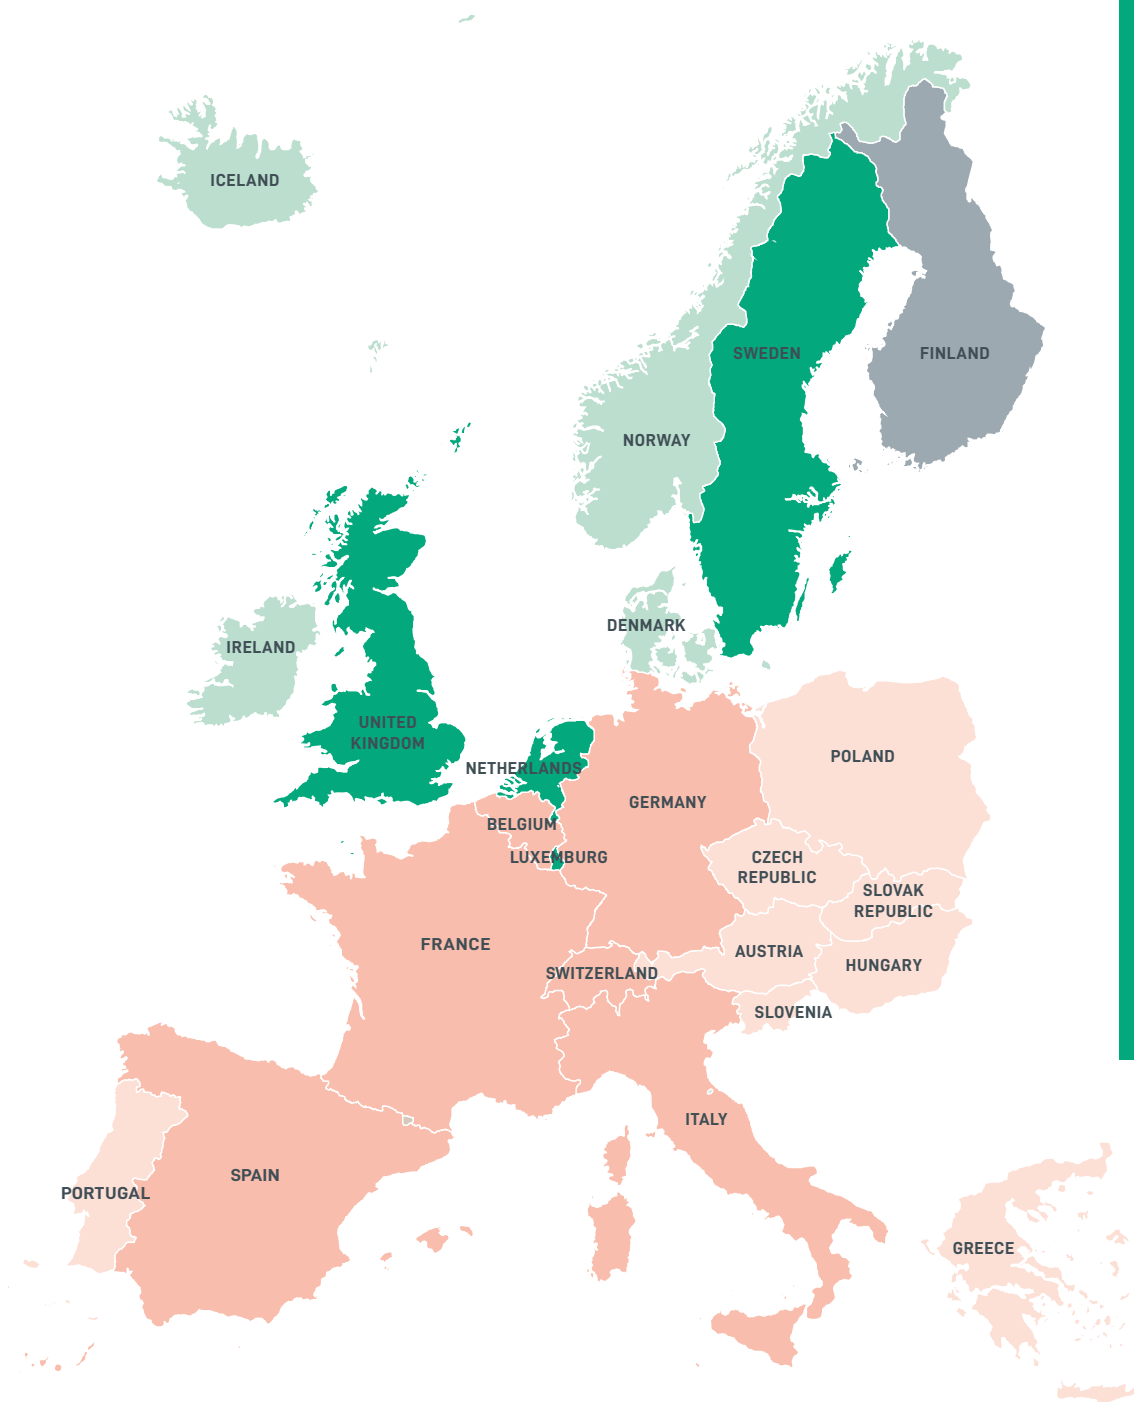 ICELAND
SWEDEN
FINLAND
NORWAY
DENMARK
IRELAND
UNITED
KINGDOM
NETHERLANDS
POLAND
GERMANY
BELGIUM
LUXEMBURG
CZECH
REPUBLIC
SLOVAK
REPUBLIC
FRANCE
AUSTRIA
HUNGARY
SWITZERLAND
SLOVENIA
ITALY
SPAIN
PORTUGAL
GREECE